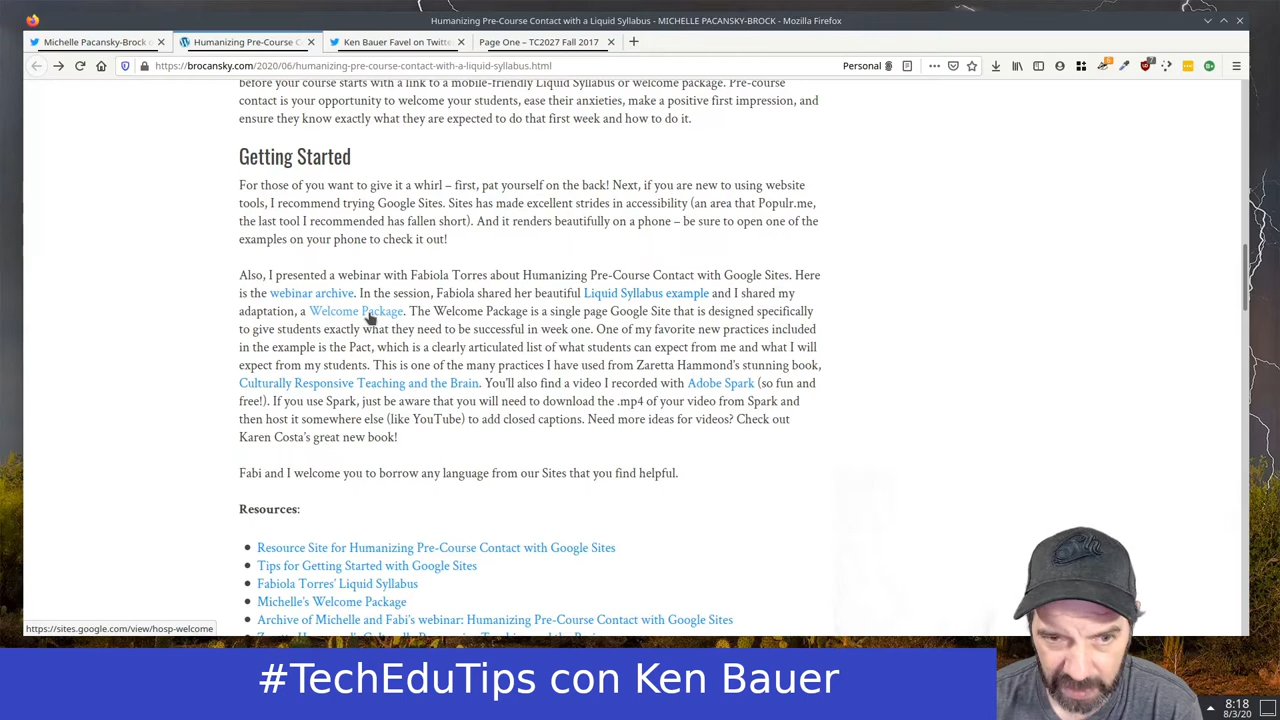 Humanizing Pre-Course Contact with a Liquid Syllabus - MICHELLE PACANSKY-BROCK - Mozilla Firefox
Michelle Pacansky-Brock
Humanizing Pre-Course C
Ken Bauer Favel on Twitte
Page One – TC2027 Fall 2017
https://brocansky.com/2020/06/humanizing-pre-course-contact-with-a-liquid-syllabus.html
Personal
before your course starts with a link to a mobile-friendly Liquid Syllabus or welcome package. Pre-course
contact is your opportunity to welcome your students, ease their anxieties, make a positive first impression, and
ensure they know exactly what they are expected to do that first week and how to do it.
Getting Started
For those of you want to give it a whirl – first, pat yourself on the back! Next, if you are new to using website
tools, I recommend trying Google Sites. Sites has made excellent strides in accessibility (an area that Populr.me,
the last tool I recommended has fallen short). And it renders beautifully on a phone – be sure to open one of the
examples on your phone to check it out!
Also, I presented a webinar with Fabiola Torres about Humanizing Pre-Course Contact with Google Sites. Here
is the webinar archive. In the session, Fabiola shared her beautiful Liquid Syllabus example and I shared my
adaptation, a Welcome Package. The Welcome Package is a single page Google Site that is designed specifically
to give students exactly what they need to be successful in week one. One of my favorite new practices included
in the example is the Pact, which is a clearly articulated list of what students can expect from me and what I will
expect from my students. This is one of the many practices I have used from Zaretta Hammond's stunning book,
Culturally Responsive Teaching and the Brain. You'll also find a video I recorded with Adobe Spark (so fun and
free!). If you use Spark, just be aware that you will need to download the .mp4 of your video from Spark and
then host it somewhere else (like YouTube) to add closed captions. Need more ideas for videos? Check out
Karen Costa's great new book!
Fabi and I welcome you to borrow any language from our Sites that you find helpful.
Resources:
Resource Site for Humanizing Pre-Course Contact with Google Sites
Tips for Getting Started with Google Sites
Fabiola Torres' Liquid Syllabus
Michelle's Welcome Package
Archive of Michelle and Fabi's webinar: Humanizing Pre-Course Contact with Google Sites
https://sites.google.com/view/hosp-welcome
#TechEduTips con Ken Bauer
8:18
8/3/20